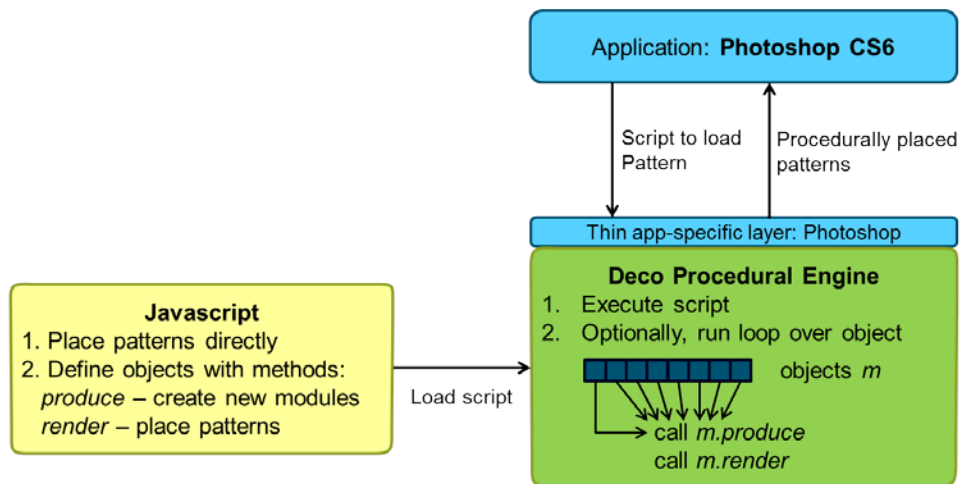 Application: Photoshop CS6
Script to load
Pattern
Procedurally placed
patterns
Thin app-specific layer: Photoshop
Deco Procedural Engine
1. Execute script
2. Optionally, run loop over object
objects m
call m.produce
call m.render
Javascript
1. Place patterns directly
2. Define objects with methods:
produce – create new modules
render – place patterns
Load script